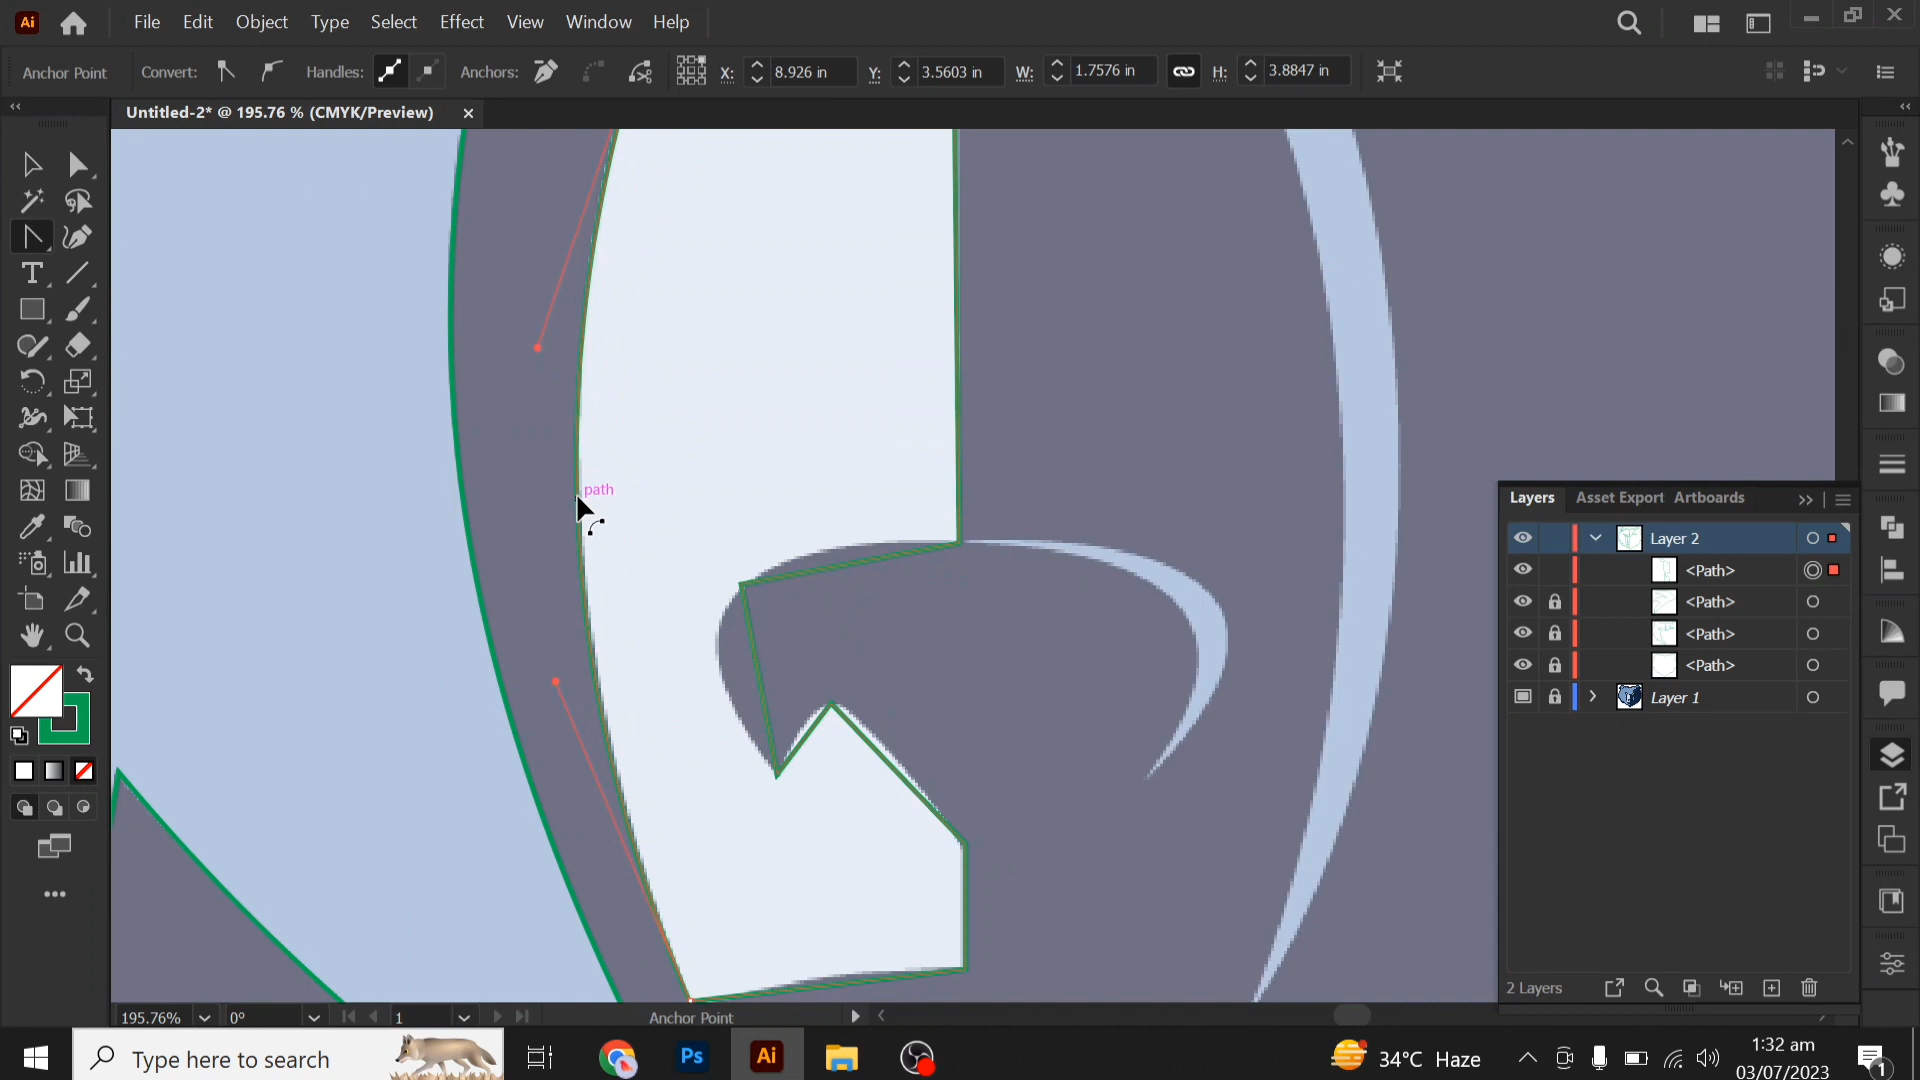 File Edit Object Type Select Effect View Window Help
Anchor Point Convert: Handles: Anchors: X: 8.926 in Y: 3.5603 in W: 1.7576 in H: 3.8847 in
Untitled-2* @ 195.76 % (CMYK/Preview)
path
Layers Asset Export Artboards
Layer 2
<Path>
<Path>
<Path>
<Path>
Layer 1
2 Layers
195.76% 0° 1 Anchor Point
Type here to search Ps Ai 34°C Haze 1:32 am
03/07/2023 1